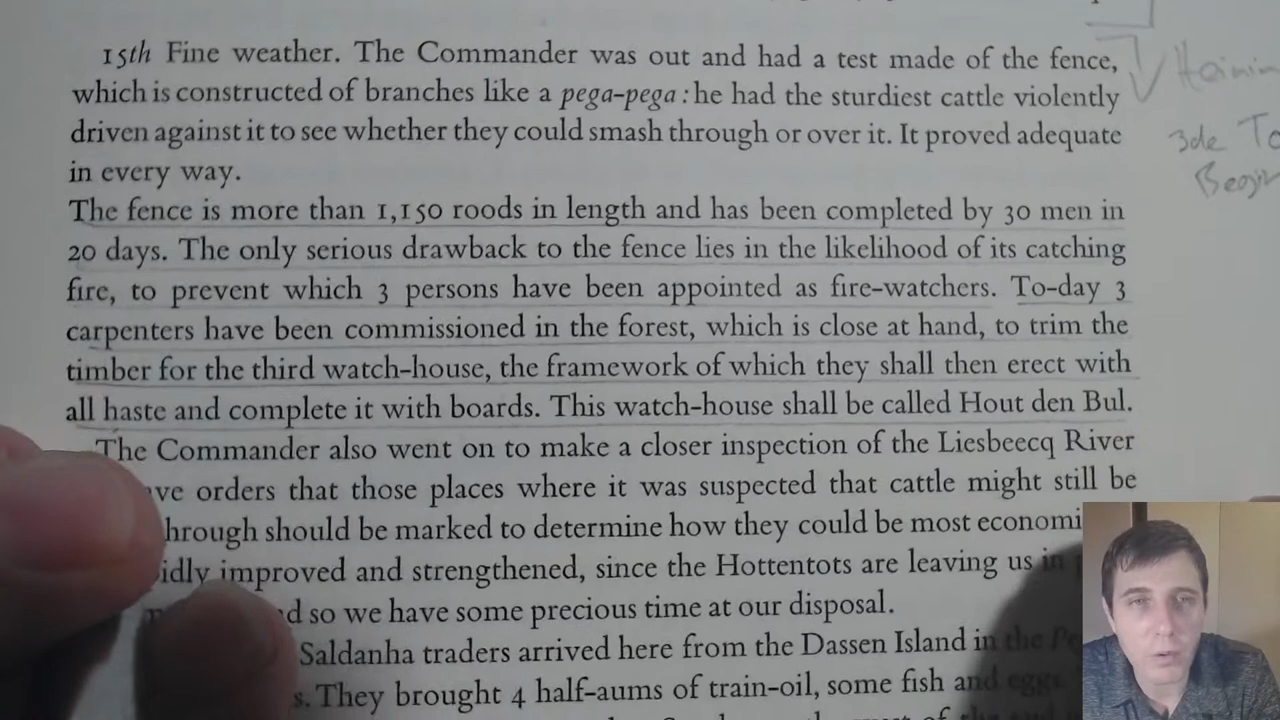 15th Fine weather. The Commander was out and had a test made of the fence,
which is constructed of branches like a pega-pega: he had the sturdiest cattle violently
driven against it to see whether they could smash through or over it. It proved adequate
in every way.
The fence is more than 1,150 roods in length and has been completed by 30 men in
20 days. The only serious drawback to the fence lies in the likelihood of its catching
fire, to prevent which 3 persons have been appointed as fire-watchers. To-day 3
carpenters have been commissioned in the forest, which is close at hand, to trim the
timber for the third watch-house, the framework of which they shall then erect with
all haste and complete it with boards. This watch-house shall be called Hout den Bul.
The Commander also went on to make a closer inspection of the Liesbeecq River
orders that those places where it was suspected that cattle might still be
through should be marked to determine how they could be most
improved and strengthened, since the Hottentots are leaving us in
so we have some precious time at our disposal.
Saldanha traders arrived here from the Dassen Island in the
They brought 4 half-aums of train-oil, some fish and eggs
3de